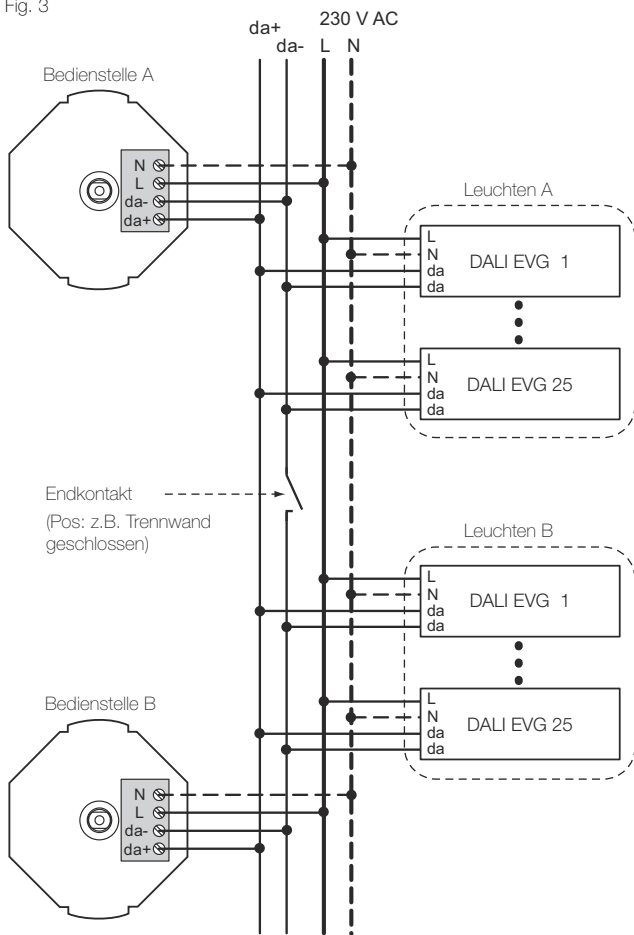 Fig. 3
230 V AC
da+
da- L N
Bedienstelle A
N
L
da-
da+
Leuchten A
L
N
da
da
DALI EVG 1
L
N
da
da
DALI EVG 25
Endkontakt
(Pos: z.B. Trennwand
geschlossen)
Leuchten B
L
N
da
da
DALI EVG 1
L
N
da
da
DALI EVG 25
Bedienstelle B
N
L
da-
da+